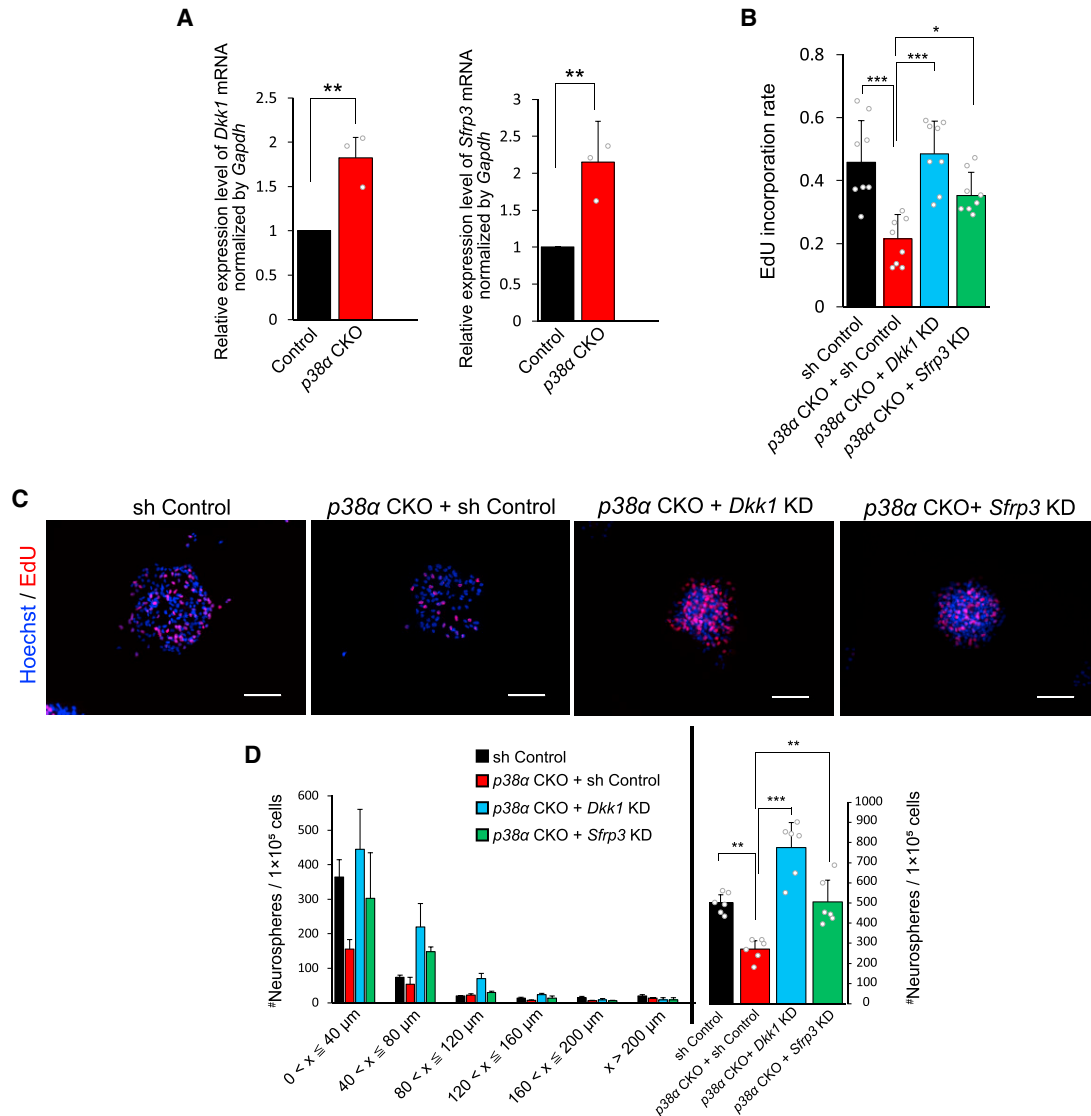 A
Relative expression level of Dkk1 mRNA
normalized by Gapdh
2.5
2
1.5
1
0.5
0
**
Control
p38α CKO
Relative expression level of Sfrp3 mRNA
normalized by Gapdh
3
2.5
2
1.5
1
0.5
0
**
Control
p38α CKO
B
EdU incorporation rate
0.8
0.6
0.4
0.2
0
*
***
***
sh Control
p38α CKO + sh Control
p38α CKO + Dkk1 KD
p38α CKO + Sfrp3 KD
C
Hoechst / EdU
sh Control
p38α CKO + sh Control
p38α CKO + Dkk1 KD
p38α CKO+ Sfrp3 KD
D
#Neurospheres / 1×10⁵ cells
600
500
400
300
200
100
0
sh Control
p38α CKO + sh Control
p38α CKO + Dkk1 KD
p38α CKO + Sfrp3 KD
0 < x ≦ 40 µm
40 < x ≦ 80 µm
80 < x ≦ 120 µm
120 < x ≦ 160 µm
160 < x ≦ 200 µm
x > 200 µm
**
***
**
1000
900
800
700
600
500
400
300
200
100
0
#Neurospheres / 1×10⁵ cells
sh Control
p38α CKO + sh Control
p38α CKO+ Dkk1 KD
p38α CKO + Sfrp3 KD